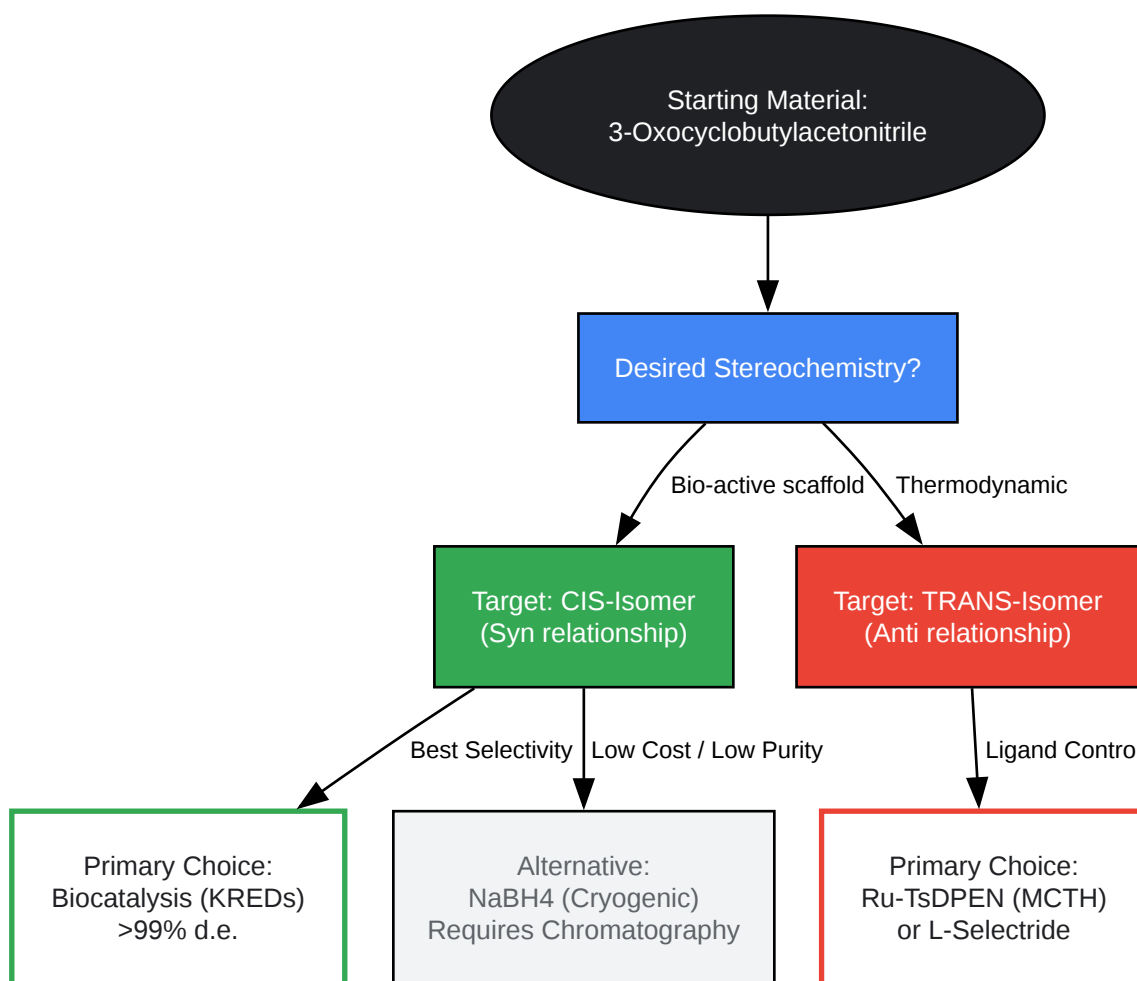 Starting Material:
3-Oxocyclobutylacetonitrile
Desired Stereochemistry?
Bio-active scaffold
Thermodynamic
Target: CIS-Isomer
(Syn relationship)
Target: TRANS-Isomer
(Anti relationship)
Best Selectivity
Low Cost / Low Purity
Ligand Contro
Primary Choice:
Biocatalysis (KREDs)
>99% d.e.
Alternative:
NaBH4 (Cryogenic)
Requires Chromatography
Primary Choice:
Ru-TsDPEN (MCTH)
or L-Selectride